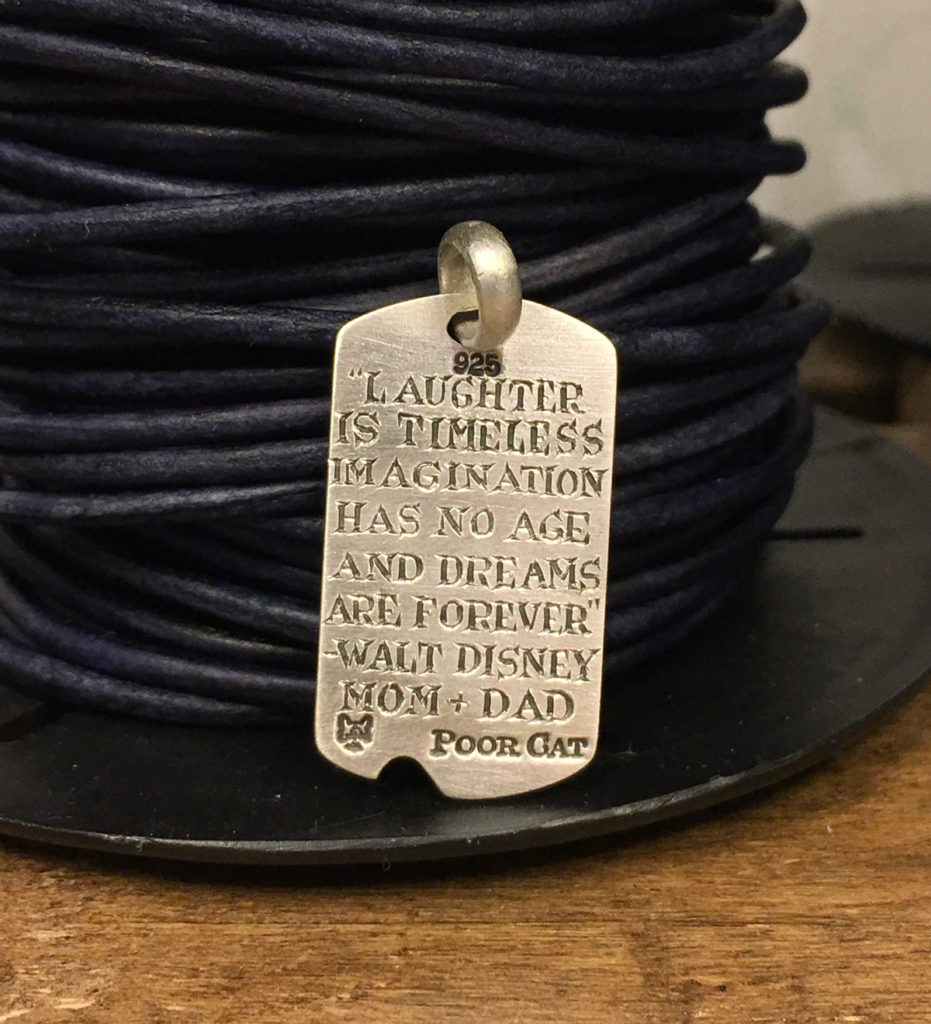 925
"LAUGHTER
IS TIMELESS
IMAGINATION
HAS NO AGE
AND DREAMS
ARE FOREVER"
-WALT DISNEY
MOM + DAD
POOR CAT